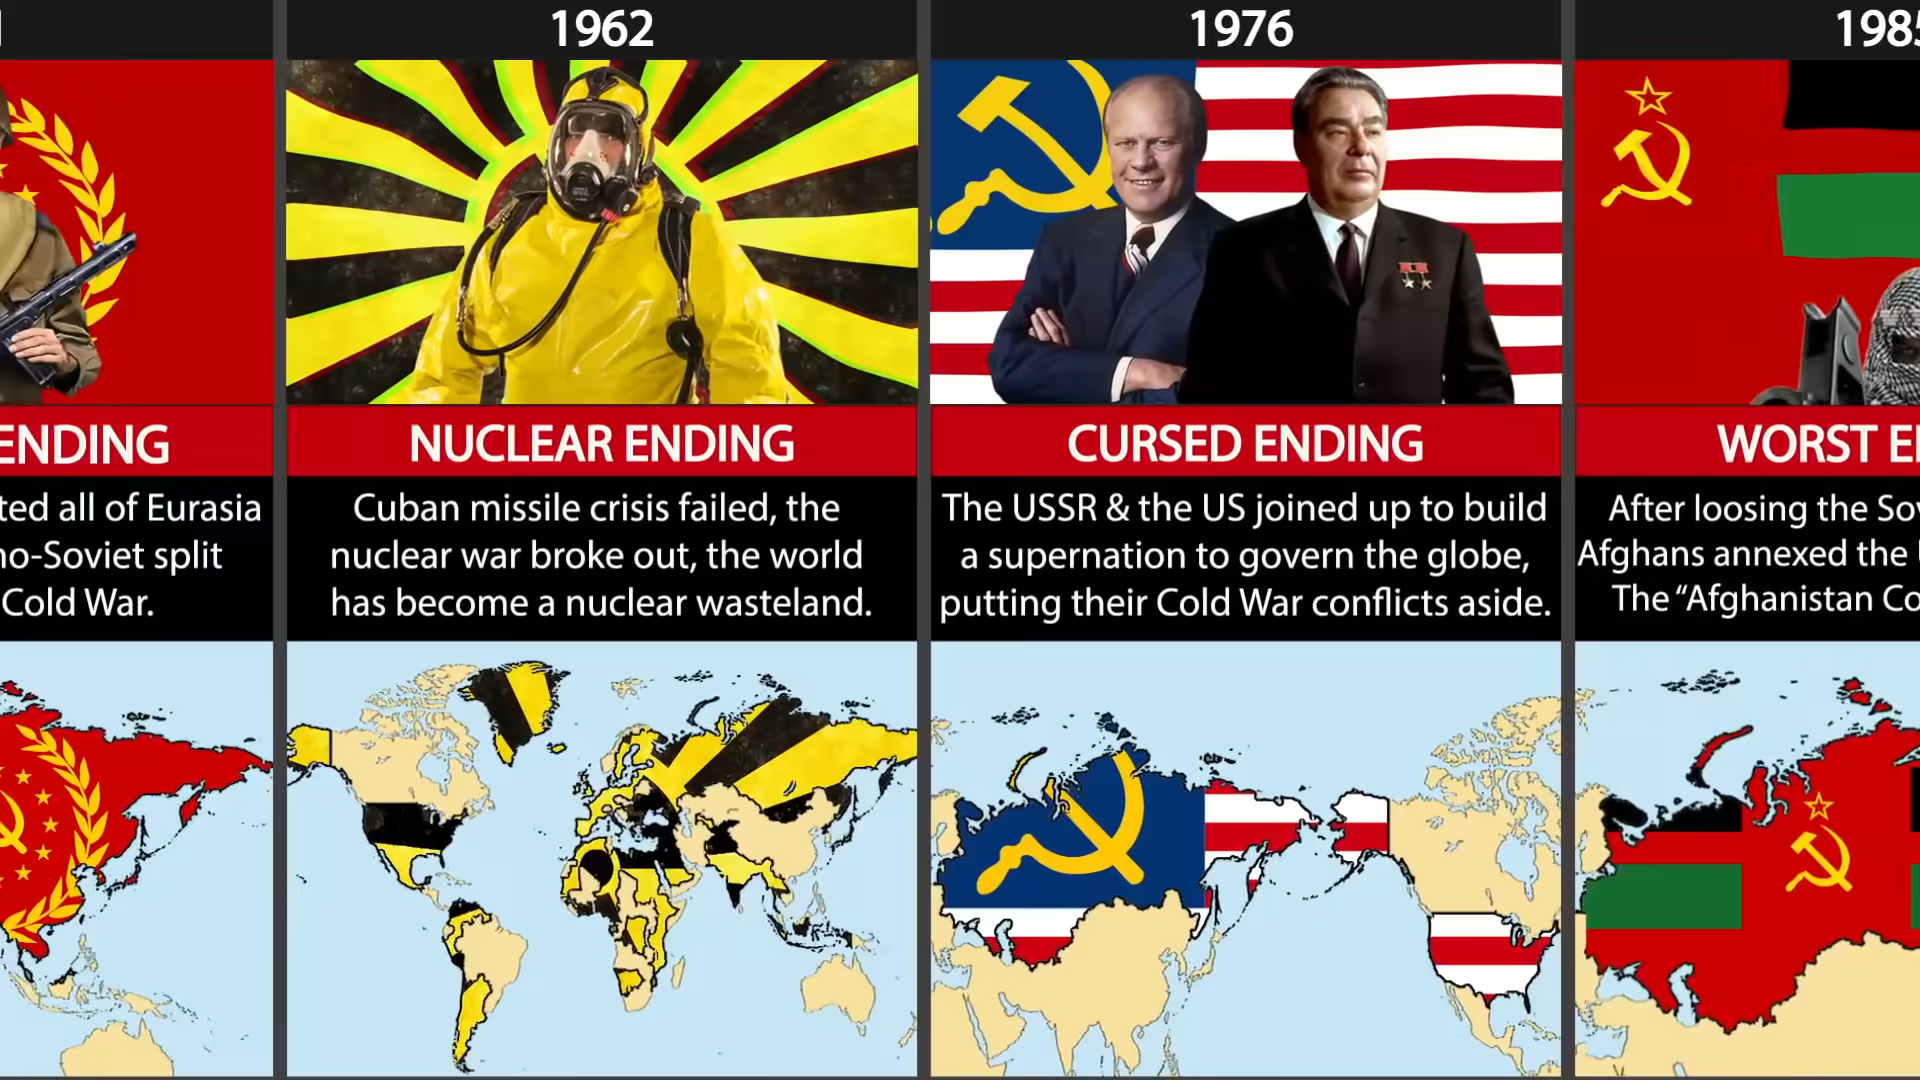 ENDING
ted all of Eurasia
no-Soviet split
Cold War.
1962
NUCLEAR ENDING
Cuban missile crisis failed, the
nuclear war broke out, the world
has become a nuclear wasteland.
1976
CURSED ENDING
The USSR & the US joined up to build
a supernation to govern the globe,
putting their Cold War conflicts aside.
1985
WORST E
After loosing the Sov
Afghans annexed the
The “Afghanistan Co